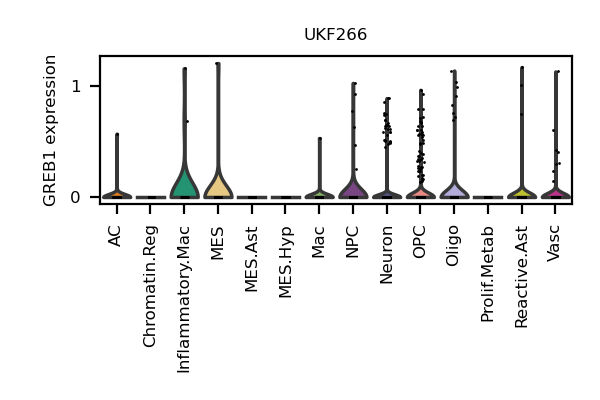 UKF266
GREB1 expression
1
0
AC
Chromatin.Reg
Inflammatory.Mac
MES
MES.Ast
MES.Hyp
Mac
NPC
Neuron
OPC
Oligo
Prolif.Metab
Reactive.Ast
Vasc